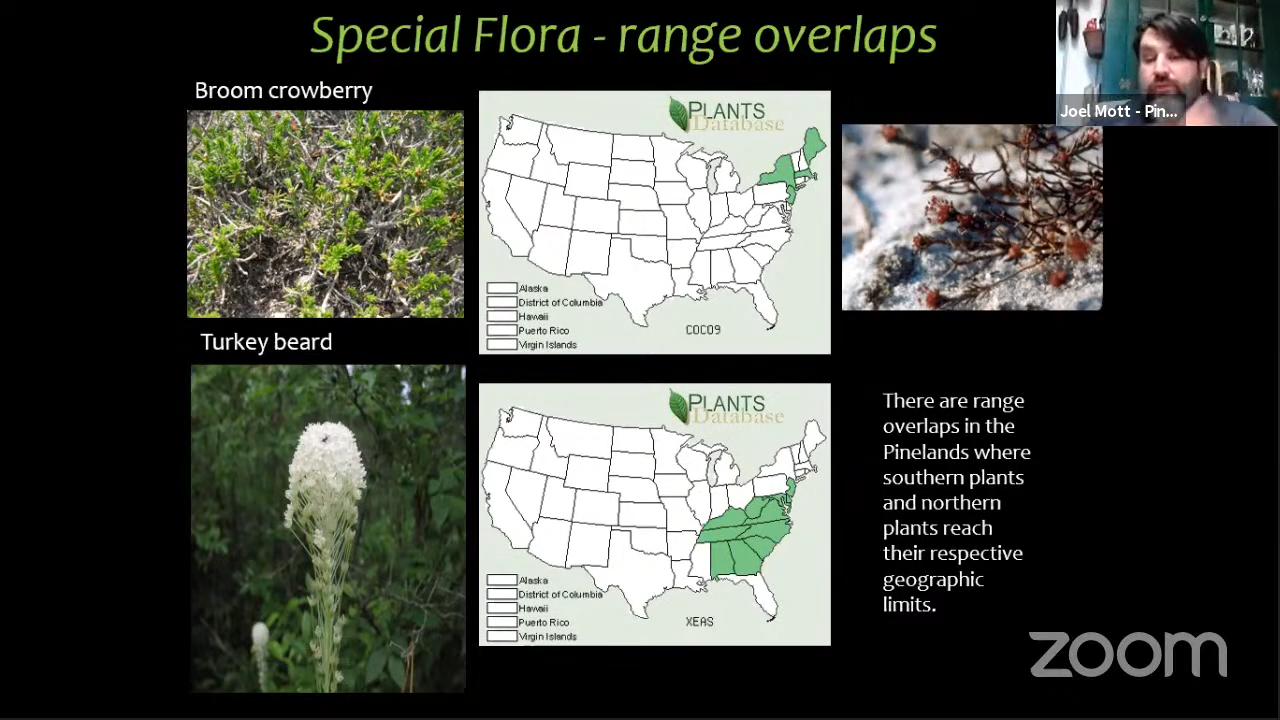 Special Flora - range overlaps
Joel Mott - Pin...
Broom crowberry
PLANTS
Database
Alaska
District of Columbia
Hawaii
Puerto Rico
Virgin Islands
COCO9
Turkey beard
PLANTS
Database
Alaska
District of Columbia
Hawaii
Puerto Rico
Virgin Islands
XEAS
There are range
overlaps in the
Pinelands where
southern plants
and northern
plants reach
their respective
geographic
limits.
zoom